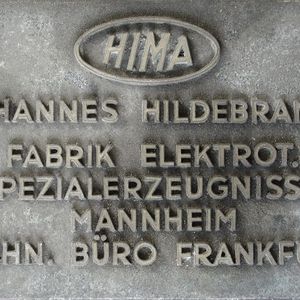 HIMA
HANNES HILDEBRAN
FABRIK ELEKTROT.
PEZIALERZEUGNISS
MANNHEIM
HN. BÜRO FRANKFU